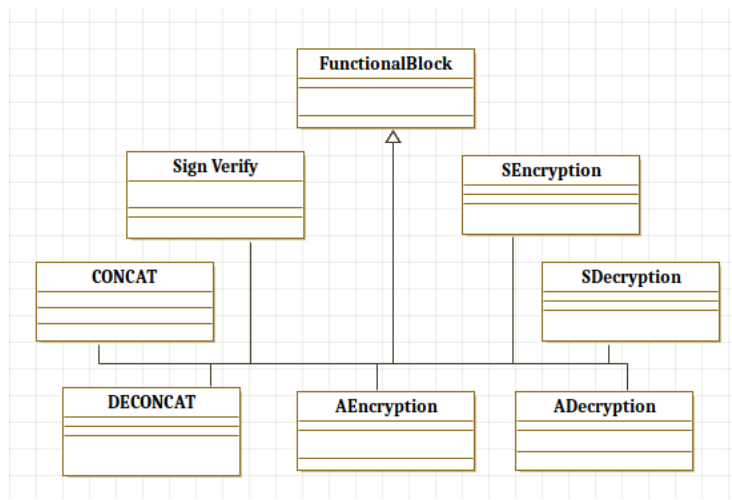 FunctionalBlock
Sign Verify
SEncryption
CONCAT
SDecryption
DECONCAT
AEncryption
ADecryption